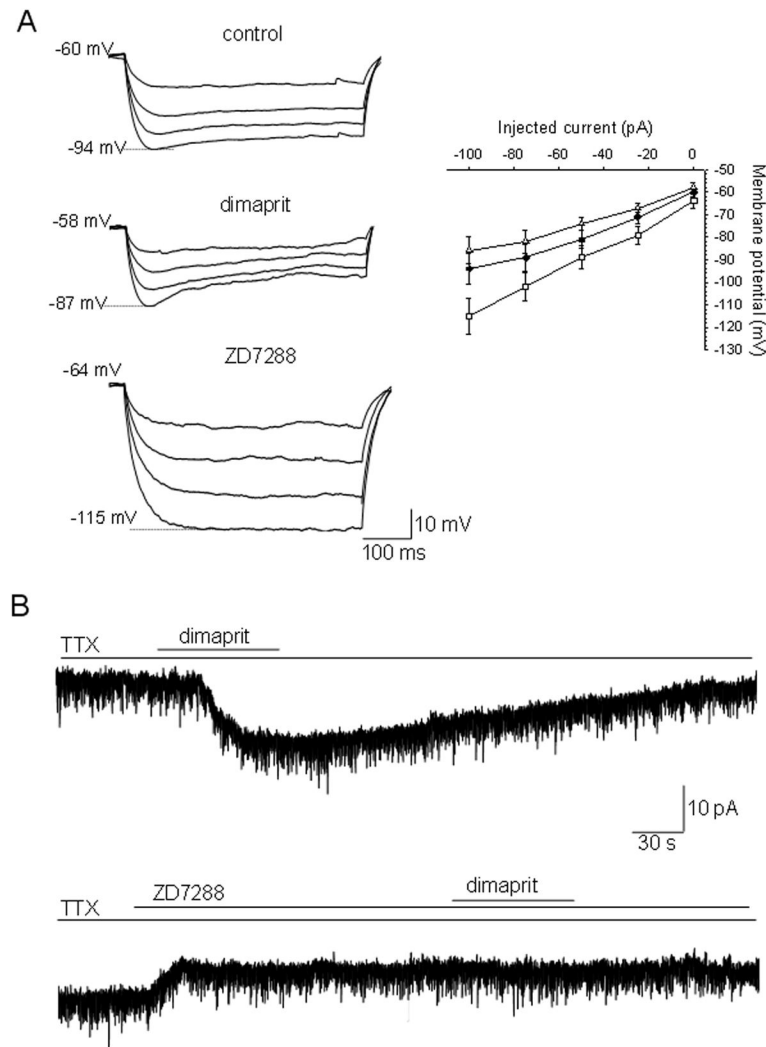 A
control
-60 mV
-94 mV
dimaprit
-58 mV
-87 mV
ZD7288
-64 mV
-115 mV
10 mV
100 ms
Injected current (pA)
-100 -80 -60 -40 -20 0
-50
-60
-70
-80
-90
-100
-110
-120
-130
Membrane potential (mV)
B
TTX
dimaprit
10 pA
30 s
TTX
ZD7288
dimaprit